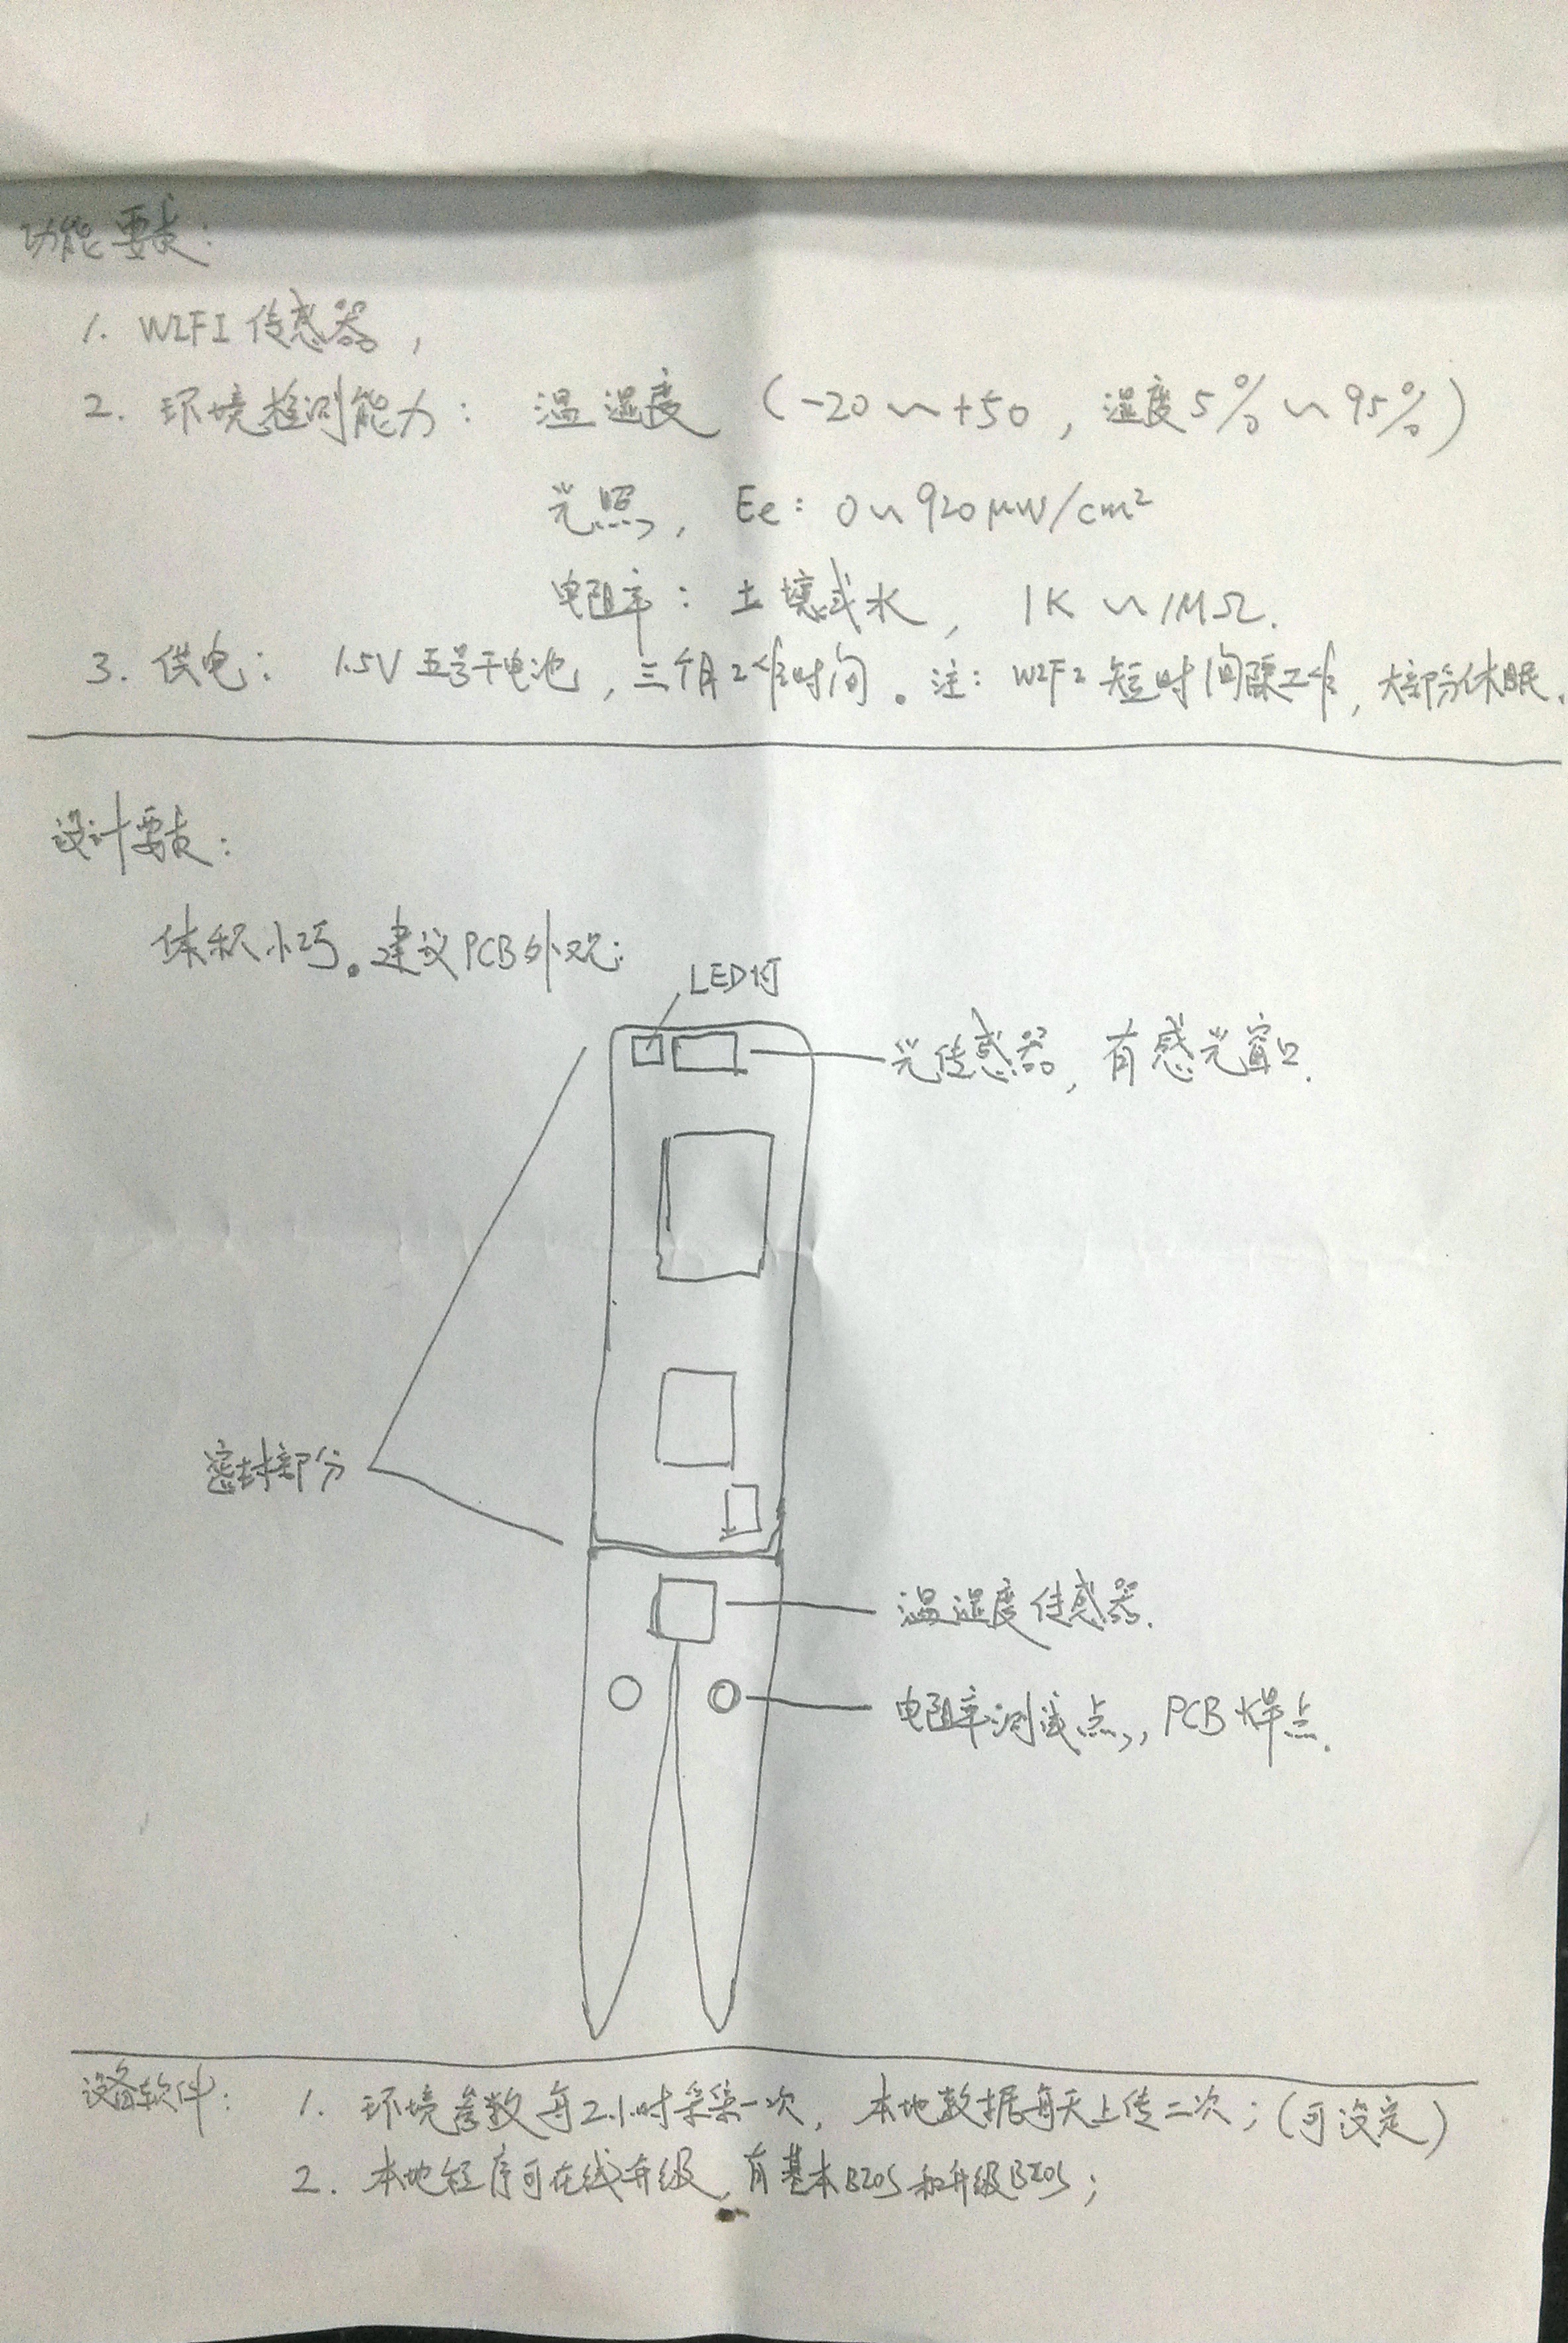 功能要求：
1. WIFI 传感器，
2. 环境检测能力： 温湿度 （-20～+50，湿度5%～95%）
光照， Ee： 0～920μW/cm²
电阻率：土壤或水， 1K～1MΩ.
3. 供电： 1.5V 五号干电池，三个月工作时间。注： WIFI 短时间隔工作，大部分休眠.
设计要求：
体积小巧。建议PCB外观：
LED灯
光传感器，有感光窗口.
密封部分
温湿度传感器.
电阻率测试点，PCB焊点.
设备软件： 1. 环境参数每2小时采集一次， 本地数据每天上传二次；（可设定）
2. 本地程序可在线升级，有基本BIOS和升级BIOS；